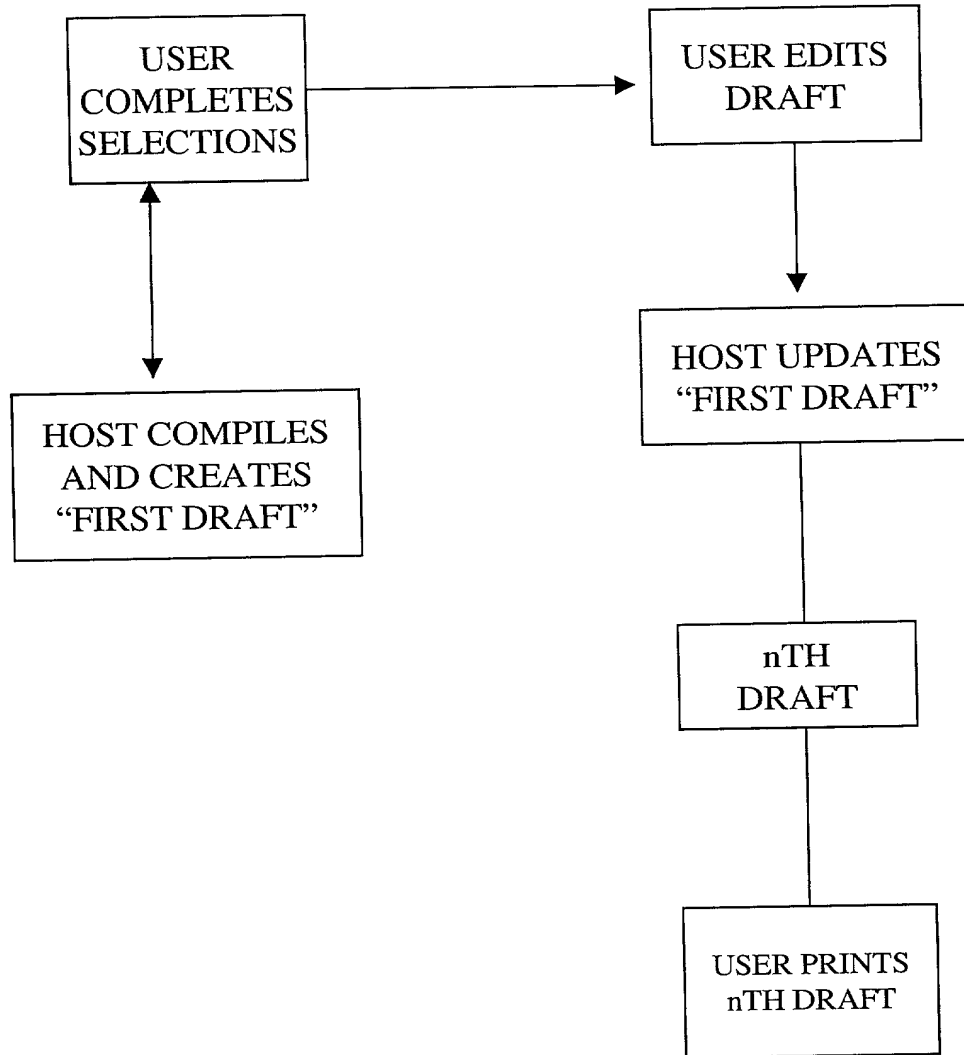 USER
COMPLETES
SELECTIONS
USER EDITS
DRAFT
HOST COMPILES
AND CREATES
“FIRST DRAFT”
HOST UPDATES
“FIRST DRAFT”
nTH
DRAFT
USER PRINTS
nTH DRAFT